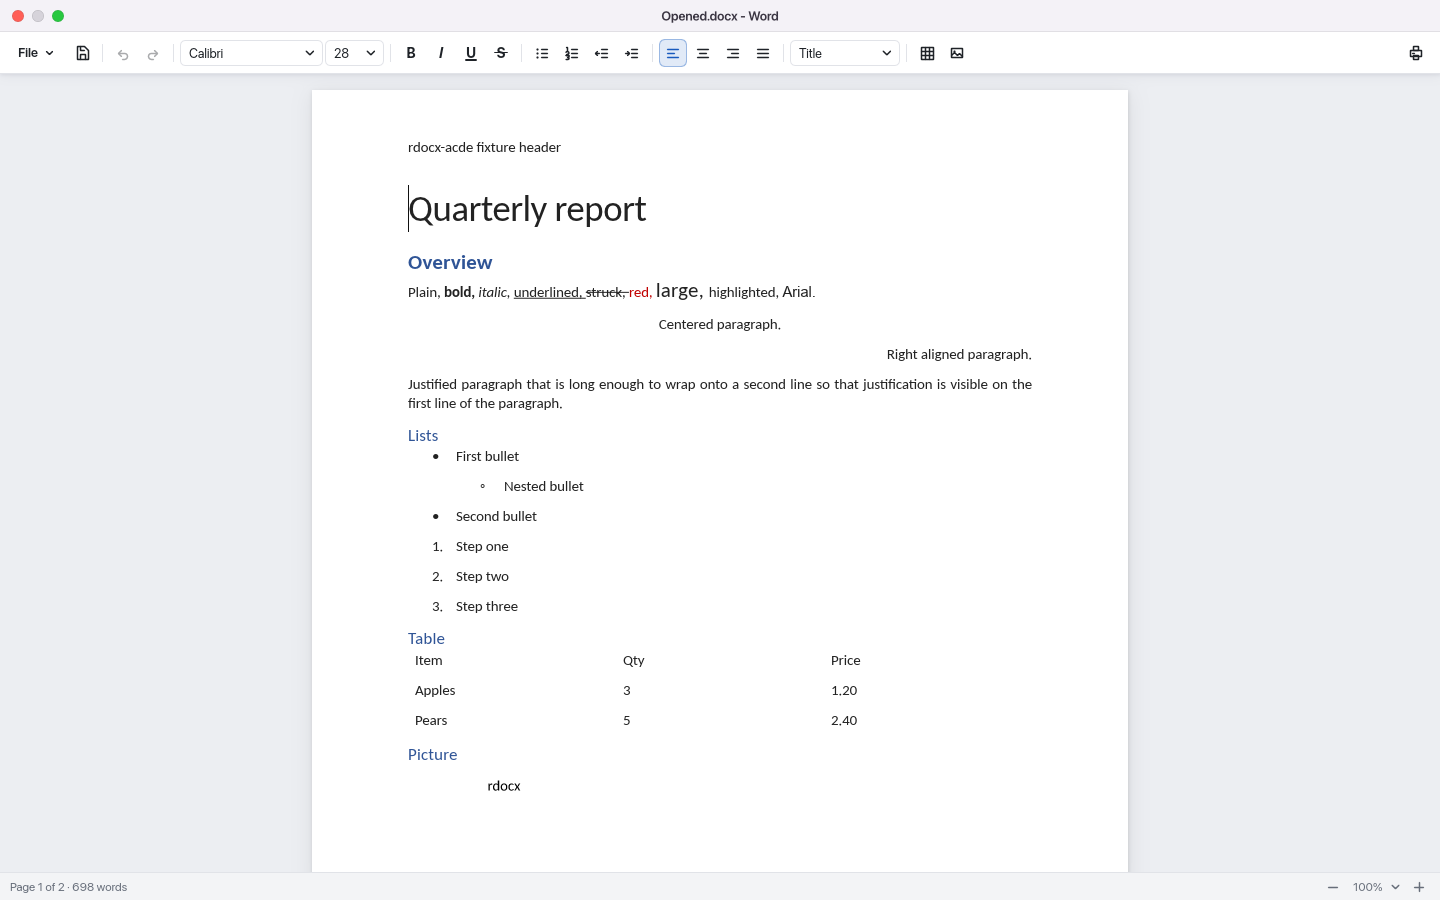 Opened.docx - Word
File
Calibri
28
B I U S
Title
rdocx-acde fixture header
Quarterly report
Overview
Plain, bold, italic, underlined, struck, red, large, highlighted, Arial.
Centered paragraph.
Right aligned paragraph.
Justified paragraph that is long enough to wrap onto a second line so that justification is visible on the
first line of the paragraph.
Lists
• First bullet
◦ Nested bullet
• Second bullet
1. Step one
2. Step two
3. Step three
Table
Item Qty Price
Apples 3 1.20
Pears 5 2.40
Picture
rdocx
Page 1 of 2 · 698 words
100%